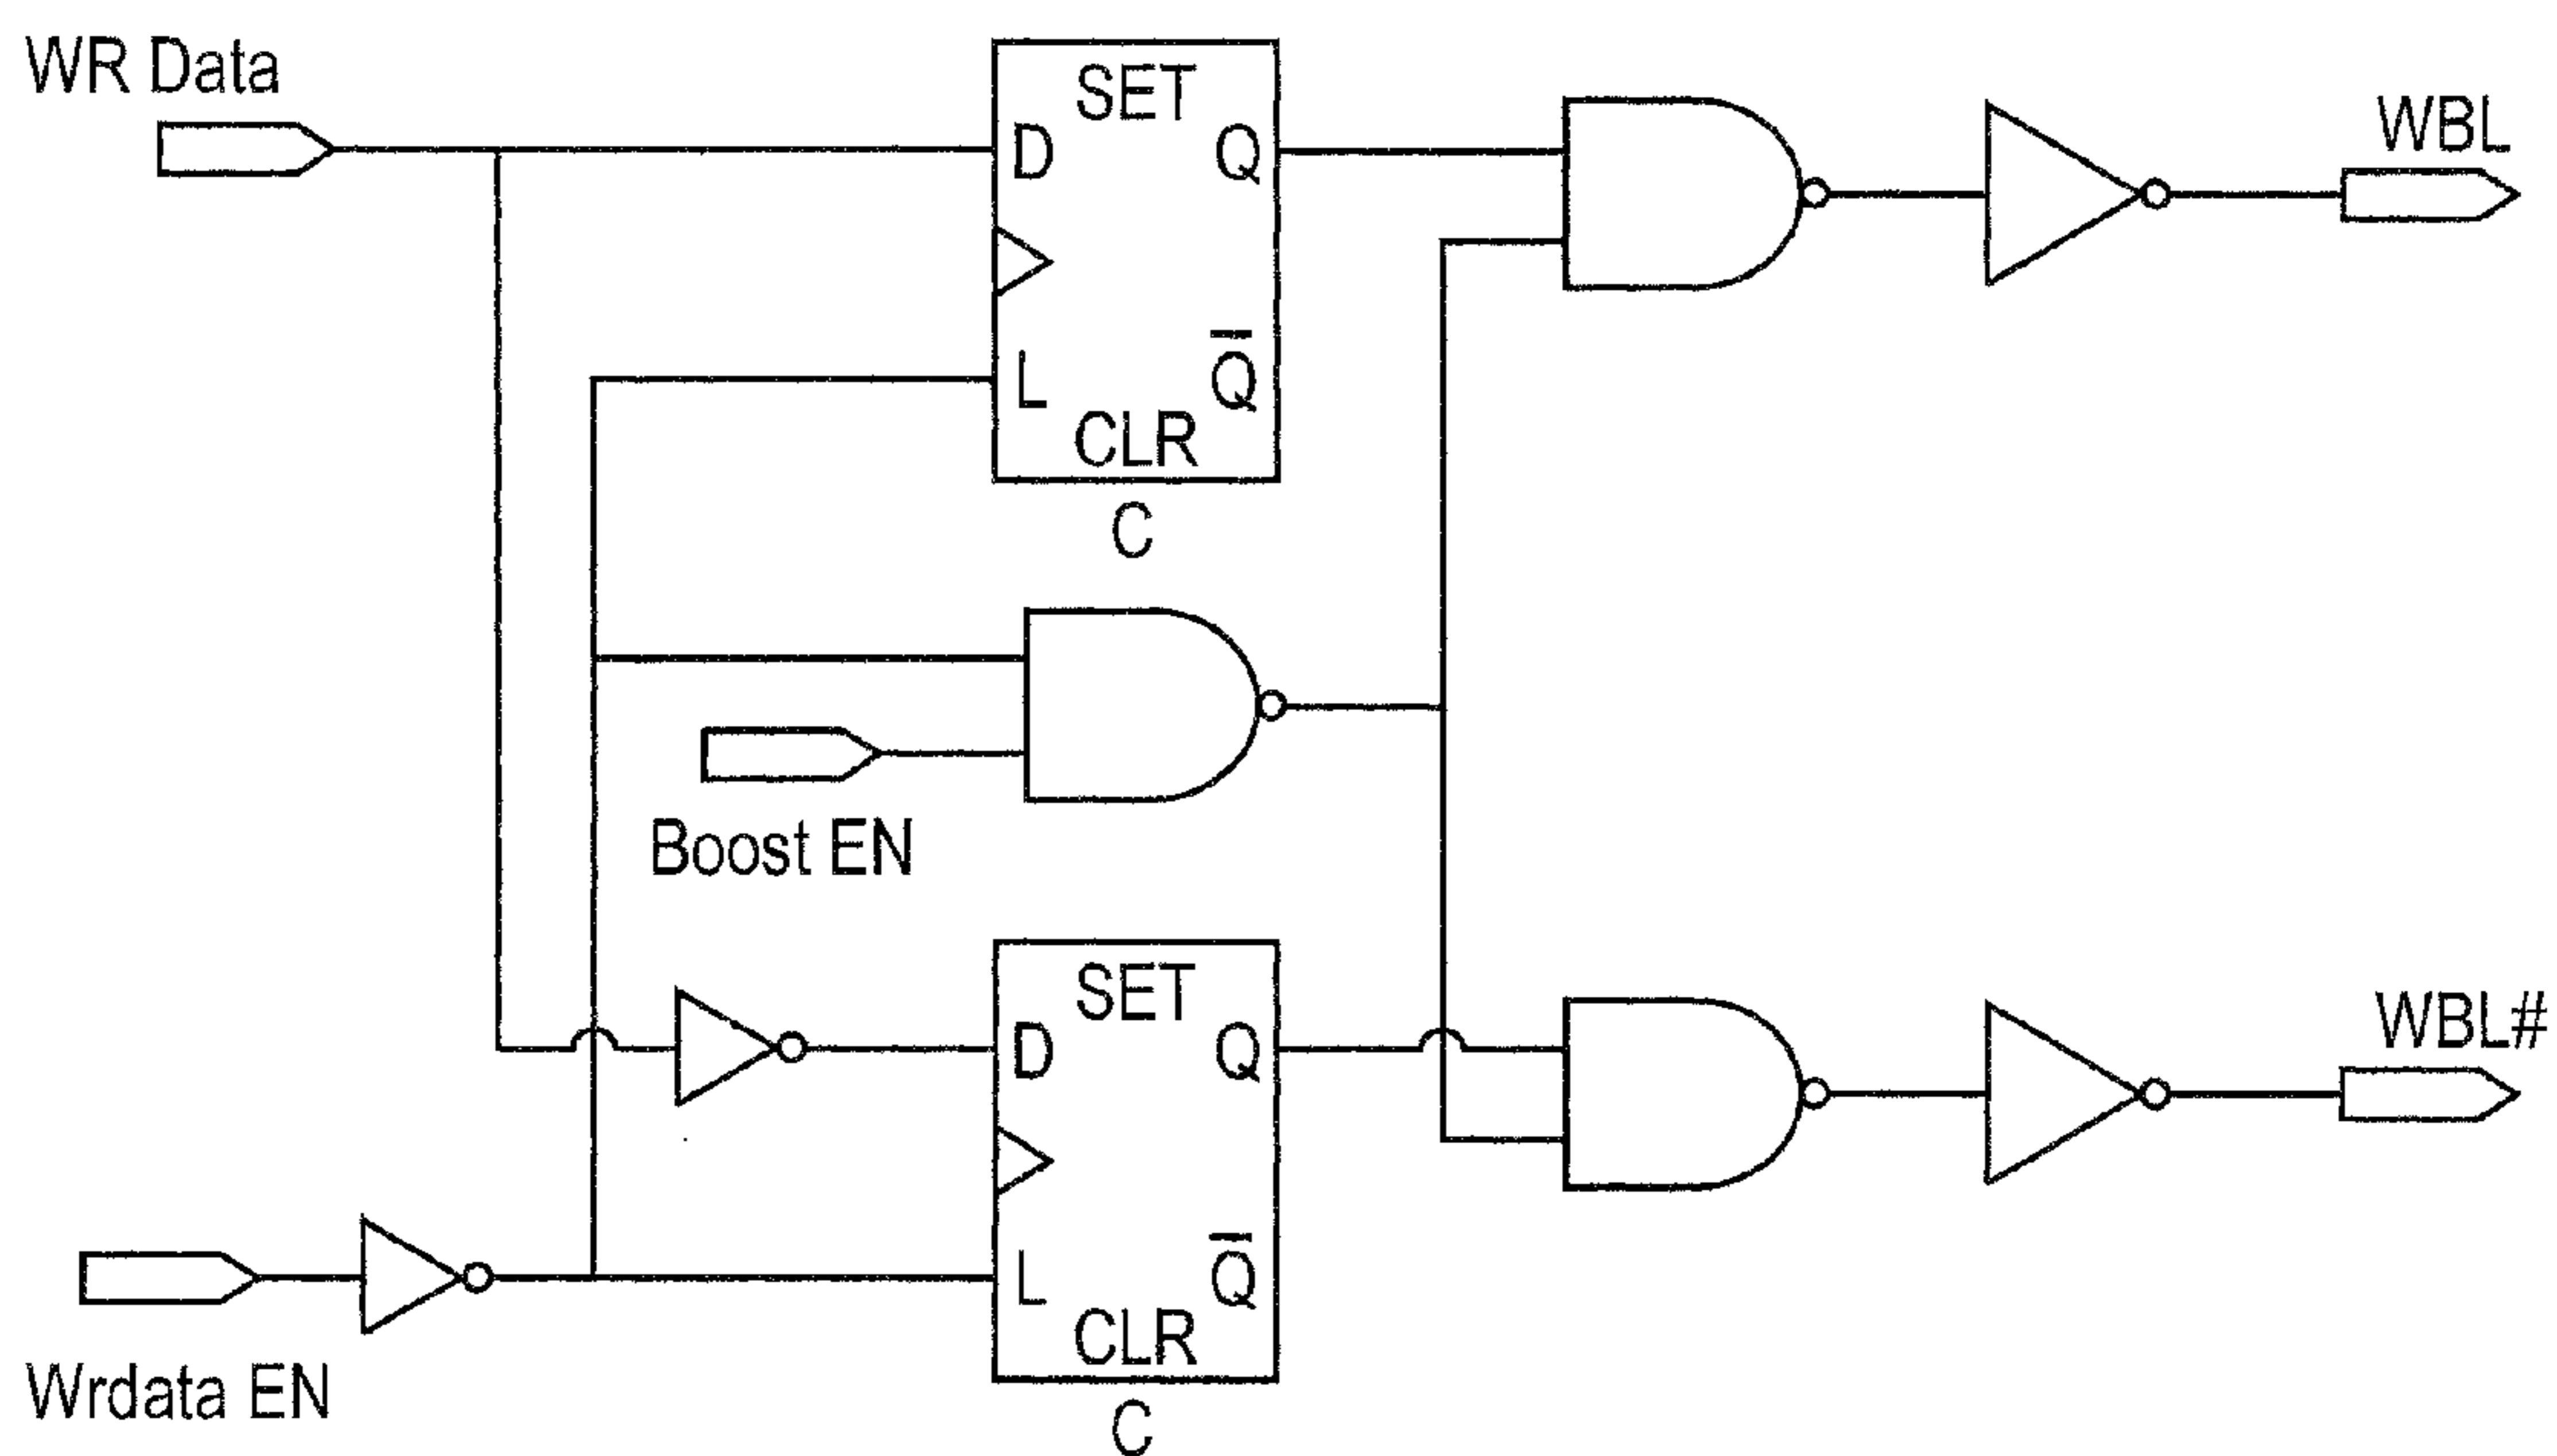 WR Data
SET
D
Q
L
Q̅
CLR
C
WBL
Boost EN
SET
D
Q
L
Q̅
CLR
C
WBL#
Wrdata EN